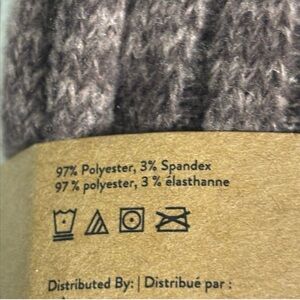 97% Polyester, 3% Spandex
97 % polyester, 3 % élasthanne
Distributed By: | Distribué par :